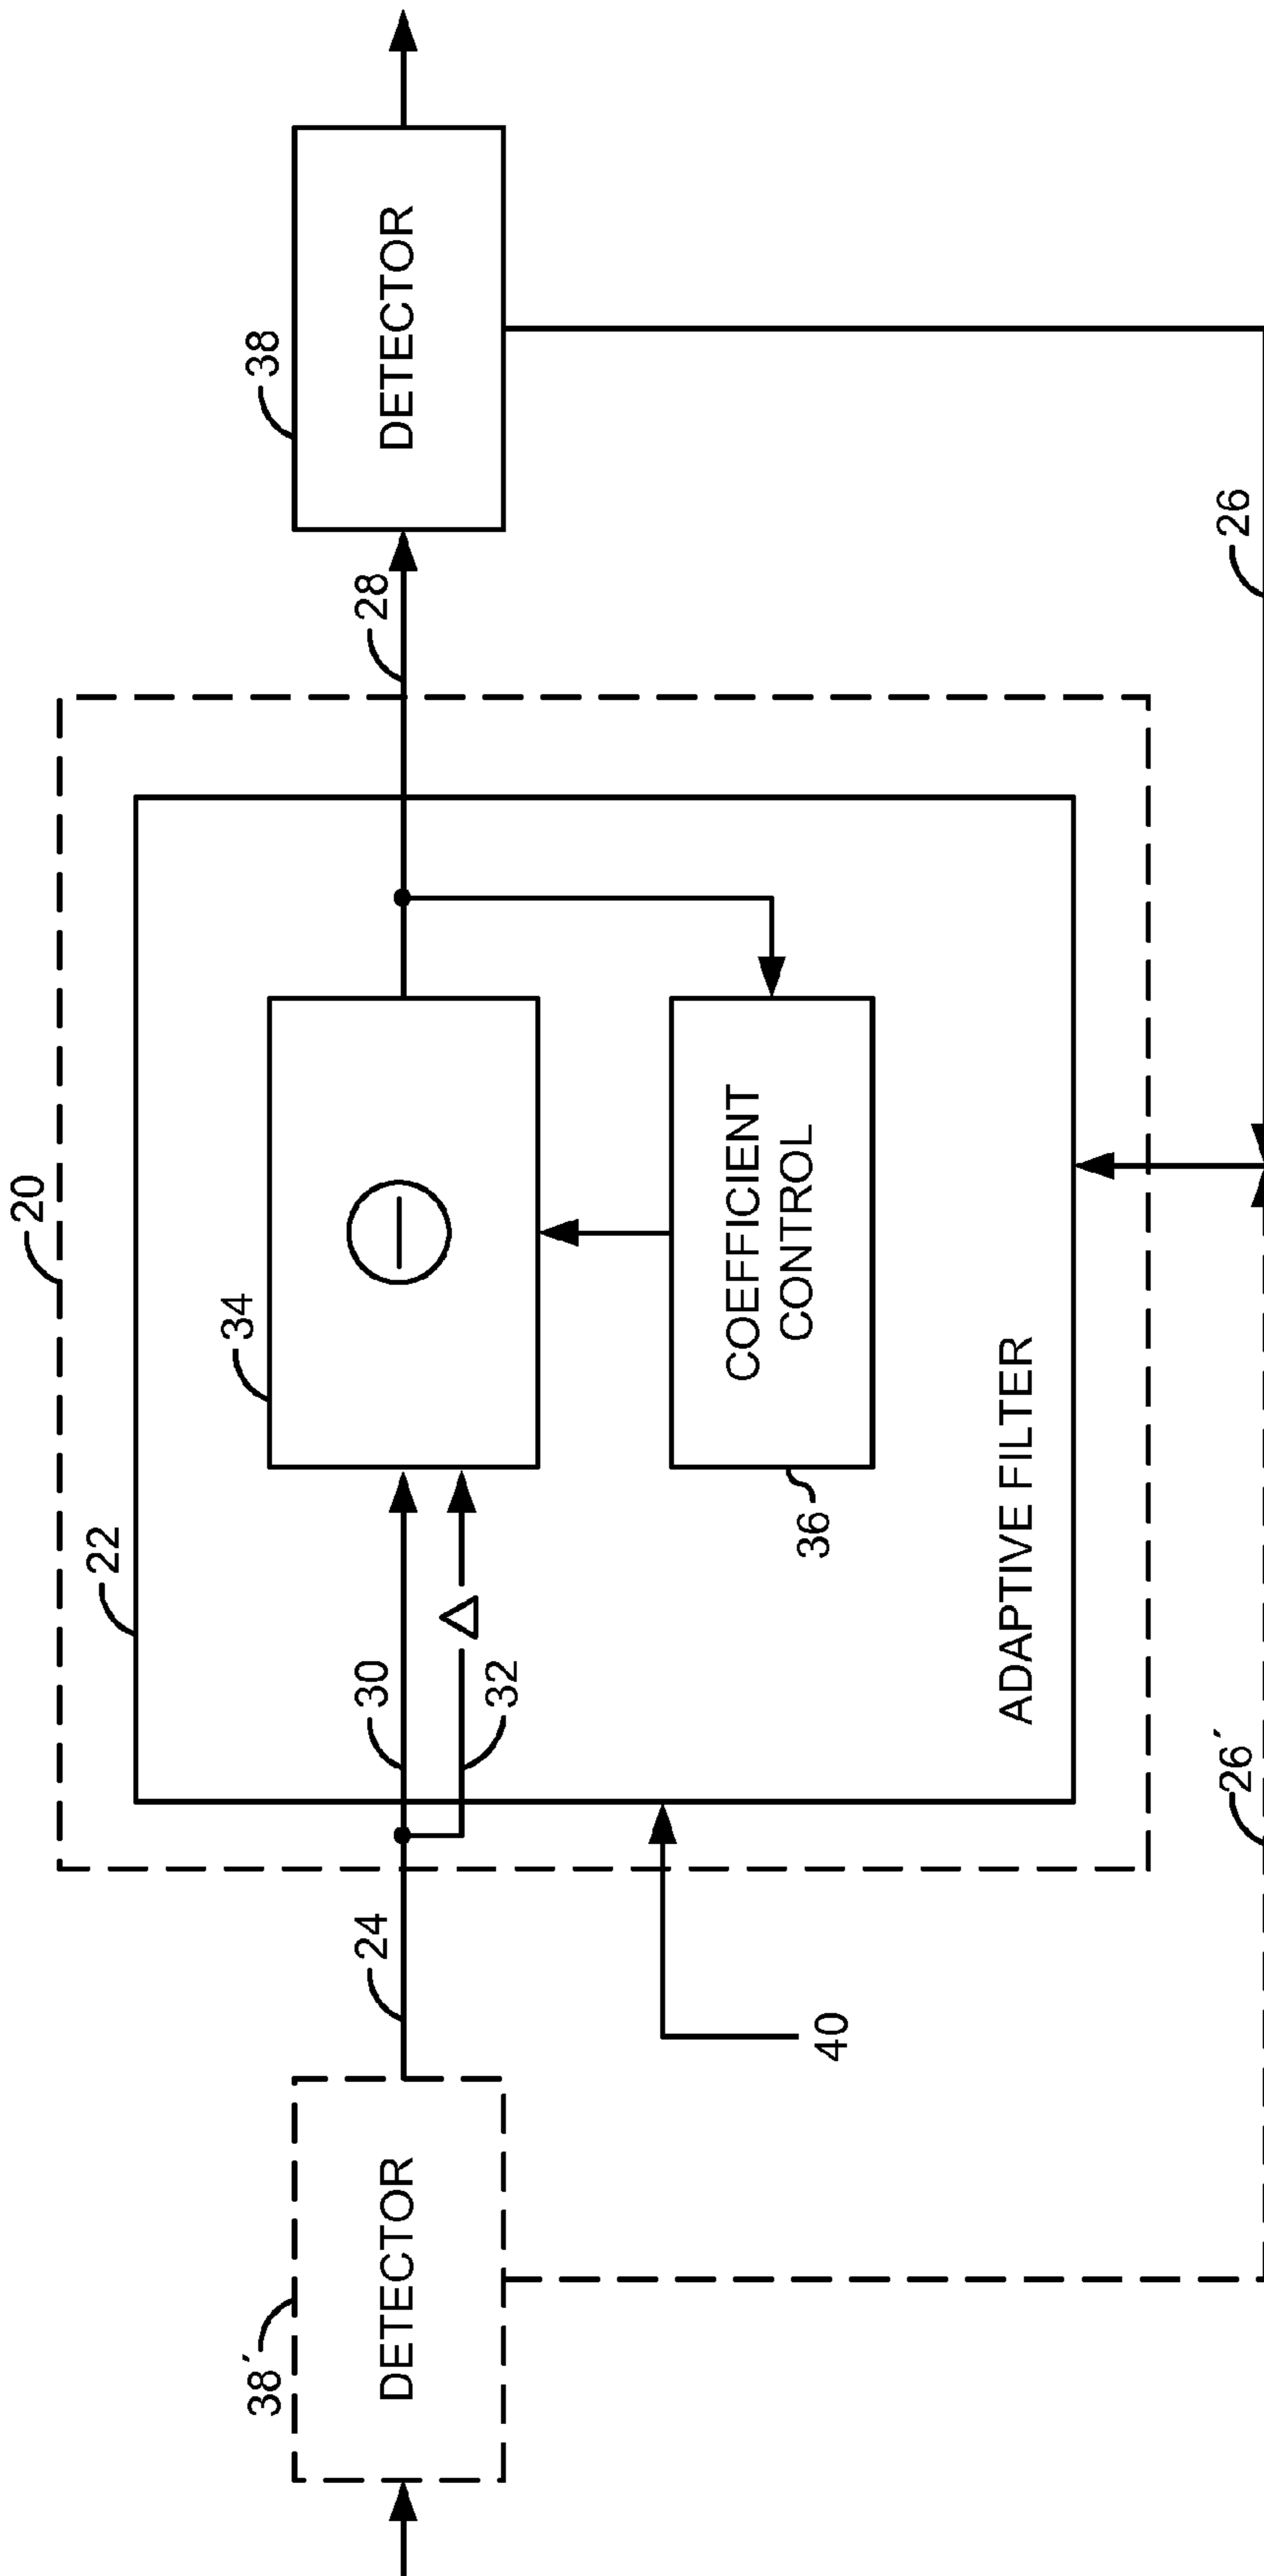 20
22
34
38´
DETECTOR
24
30
32
Δ
28
38
DETECTOR
36
COEFFICIENT
CONTROL
ADAPTIVE FILTER
40
26´
26